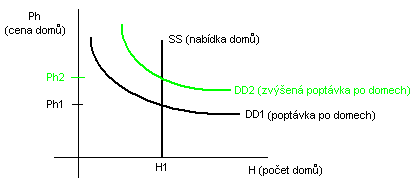 Ph
(cena domů)
SS (nabídka domů)
Ph2
DD2 (zvýšená poptávka po domech)
Ph1
DD1 (poptávka po domech)
H1
H (počet domů)